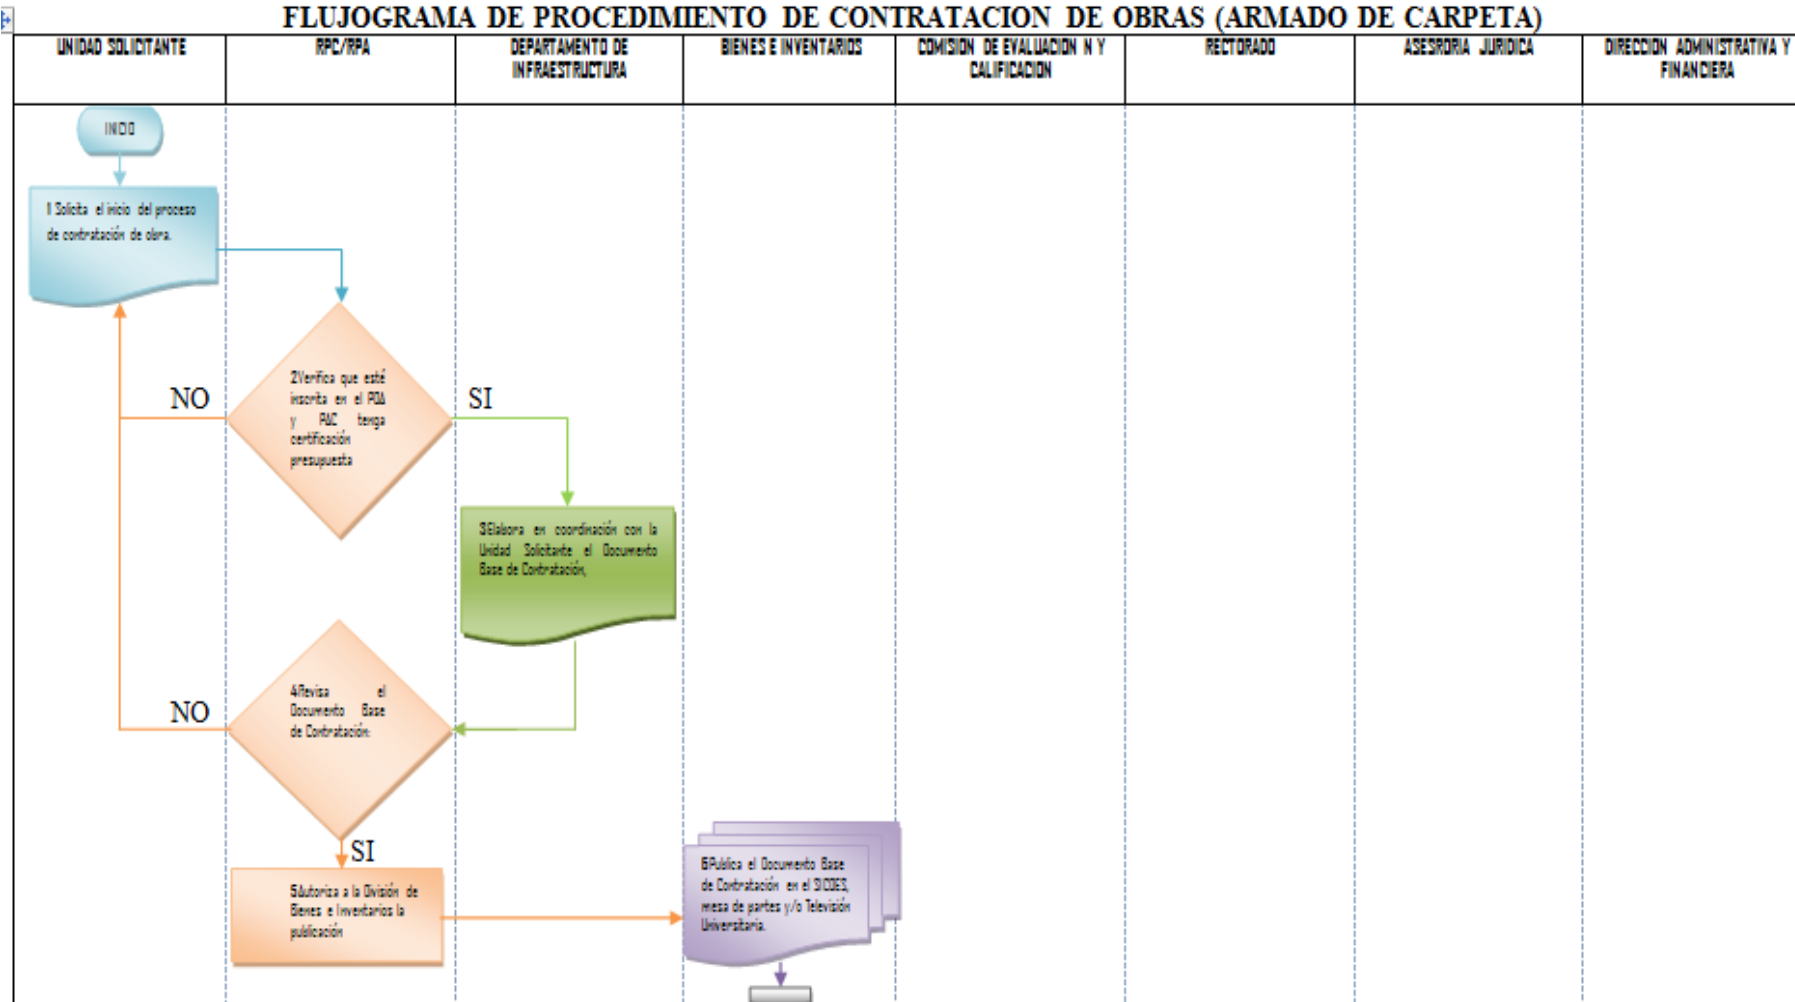 FLUJOGRAMA DE PROCEDIMIENTO DE CONTRATACION DE OBRAS (ARMADO DE CARPETA)
UNIDAD SOLICITANTE
RPC/RPA
DEPARTAMENTO DE
INFRAESTRUCTURA
BIENES E INVENTARIOS
COMISION DE EVALUACION N Y
CALIFICACION
RECTORADO
ASESRORIA JURIDICA
DIRECCION ADMINISTRATIVA Y
FINANCIERA
INICIO
1 Solicita el inicio del proceso
de contratación de obra.
2Verifica que esté
inscrita en el POA
y PAC tenga
certificación
presupuesta
NO
SI
3Elabora en coordinación con la
Unidad Solicitante el Documento
Base de Contratación,
4Revisa el
Documento Base
de Contratación:
NO
SI
5Autoriza a la División de
Bienes e Inventarios la
publicación
6Publica el Documento Base
de Contratación en el SICOES,
mesa de partes y/o Televisión
Universitaria.